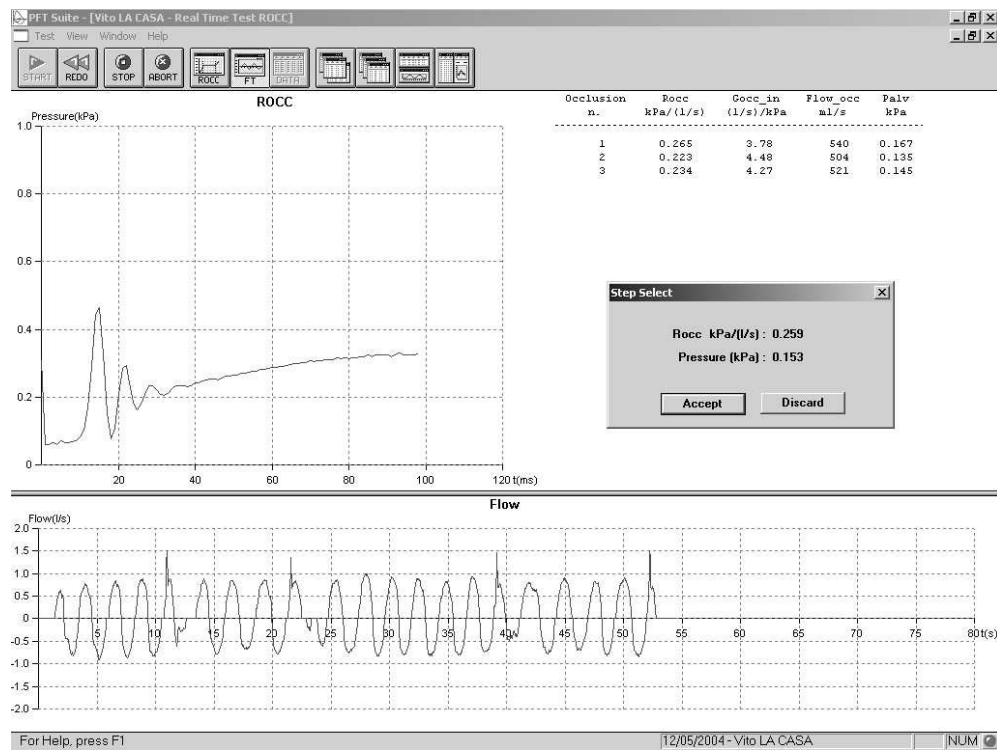 PFT Suite - [Vito LA CASA - Real Time Test ROCC]
Test View Window Help
START REDO STOP ABORT ROCC FT DATA
ROCC
Pressure(kPa)
1.0
0.8
0.6
0.4
0.2
0
20 40 60 80 100 120 t(ms)
Occlusion Rocc Gocc_in Flow_occ Palv
n. kPa/(l/s) (l/s)/kPa ml/s kPa
1 0.265 3.78 540 0.167
2 0.223 4.48 504 0.135
3 0.234 4.27 521 0.145
Step Select
Rocc kPa/(l/s) : 0.259
Pressure (kPa) : 0.153
Accept Discard
Flow
Flow(l/s)
2.0
1.5
1.0
0.5
0
-0.5
-1.0
-1.5
-2.0
5 10 15 20 25 30 35 40 45 50 55 60 65 70 75 80 t(s)
For Help, press F1
12/05/2004 - Vito LA CASA
NUM